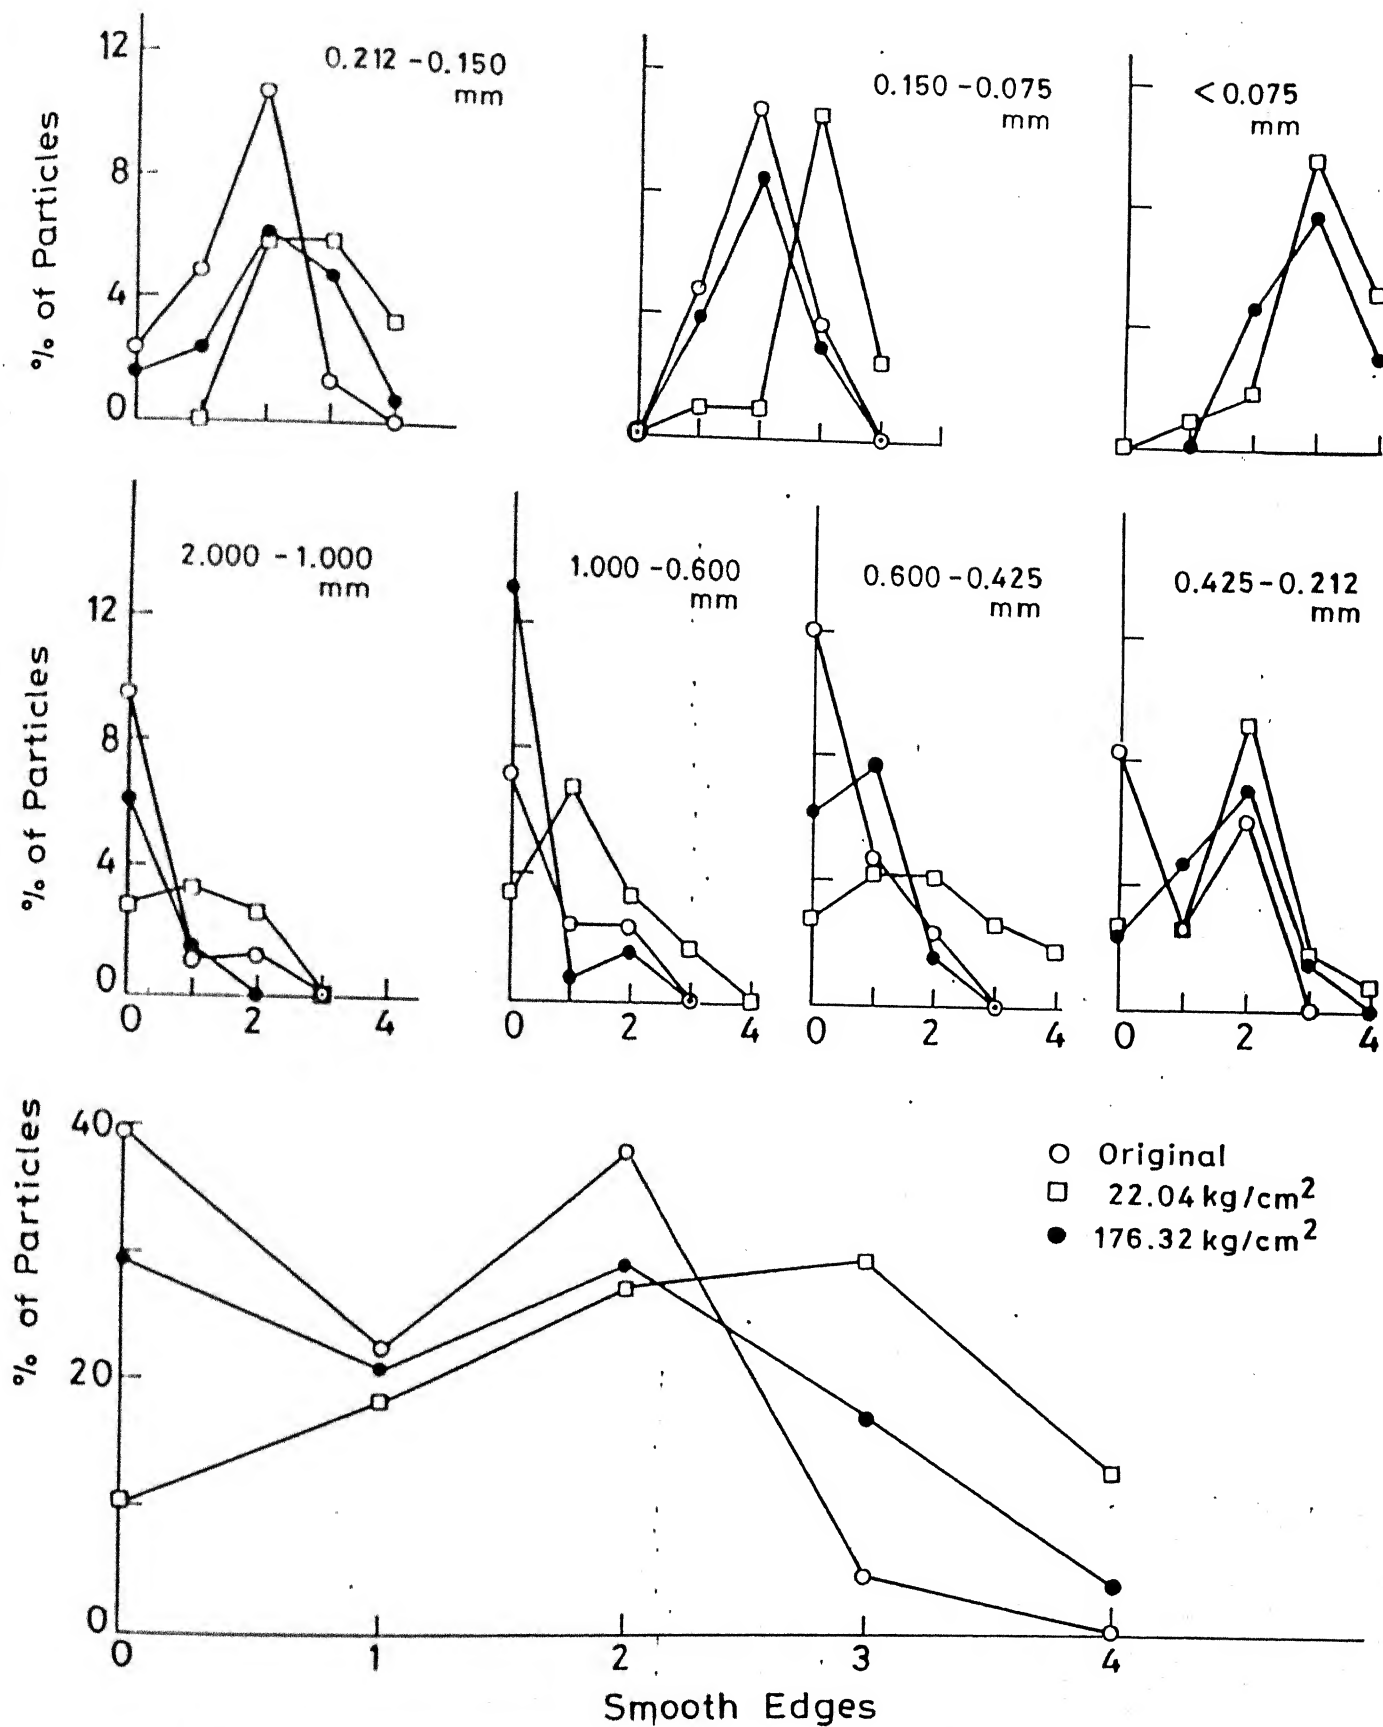 12
8
4
0
% of Particles
0.212 - 0.150
mm
0.150 - 0.075
mm
< 0.075
mm
12
8
4
0
% of Particles
2.000 - 1.000
mm
1.000 - 0.600
mm
0.600 - 0.425
mm
0.425 - 0.212
mm
0 2 4
0 2 4
0 2 4
0 2 4
40
20
0
% of Particles
Original
22.04 kg/cm²
176.32 kg/cm²
0 1 2 3 4
Smooth Edges